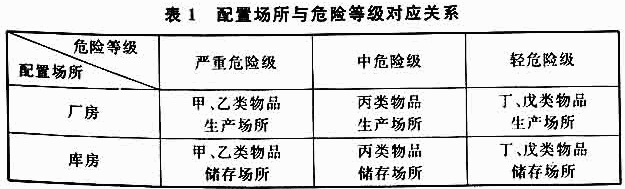 表 1 配置场所与危险等级对应关系
危险等级
配置场所
严重危险级
中危险级
轻危险级
厂房
甲、乙类物品
生产场所
丙类物品
生产场所
丁、戊类物品
生产场所
库房
甲、乙类物品
储存场所
丙类物品
储存场所
丁、戊类物品
储存场所